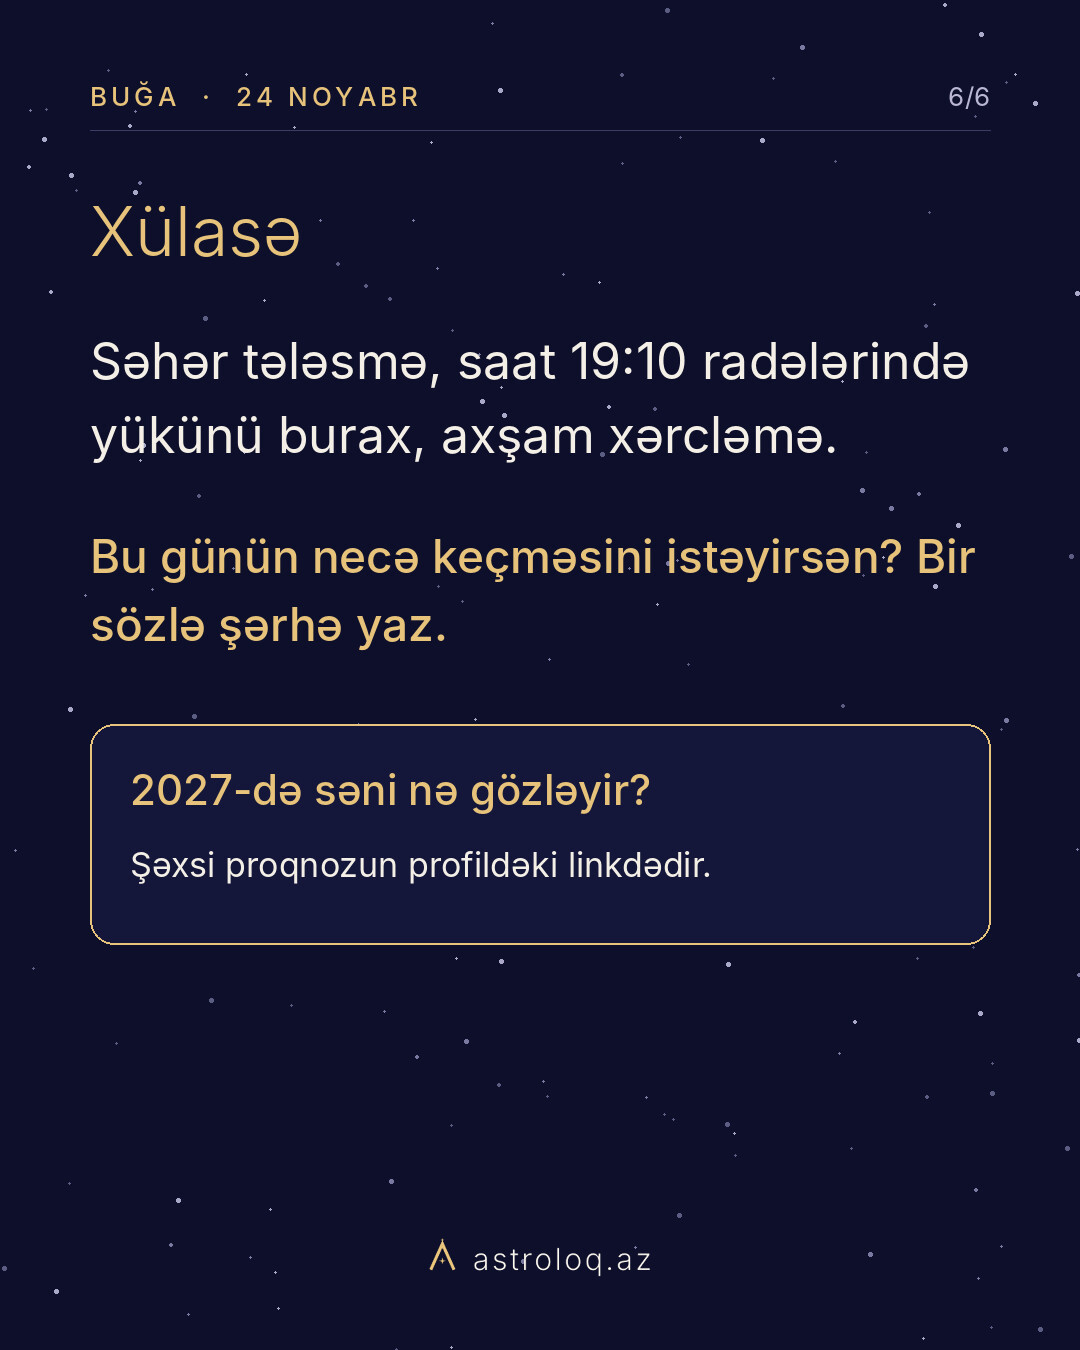 BUĞA · 24 NOYABR 6/6
Xülasə
Səhər tələsmə, saat 19:10 radələrində
yükünü burax, axşam xərcləmə.
Bu günün necə keçməsini istəyirsən? Bir
sözlə şərhə yaz.
2027-də səni nə gözləyir?
Şəxsi proqnozun profildəki linkdədir.
astroloq.az